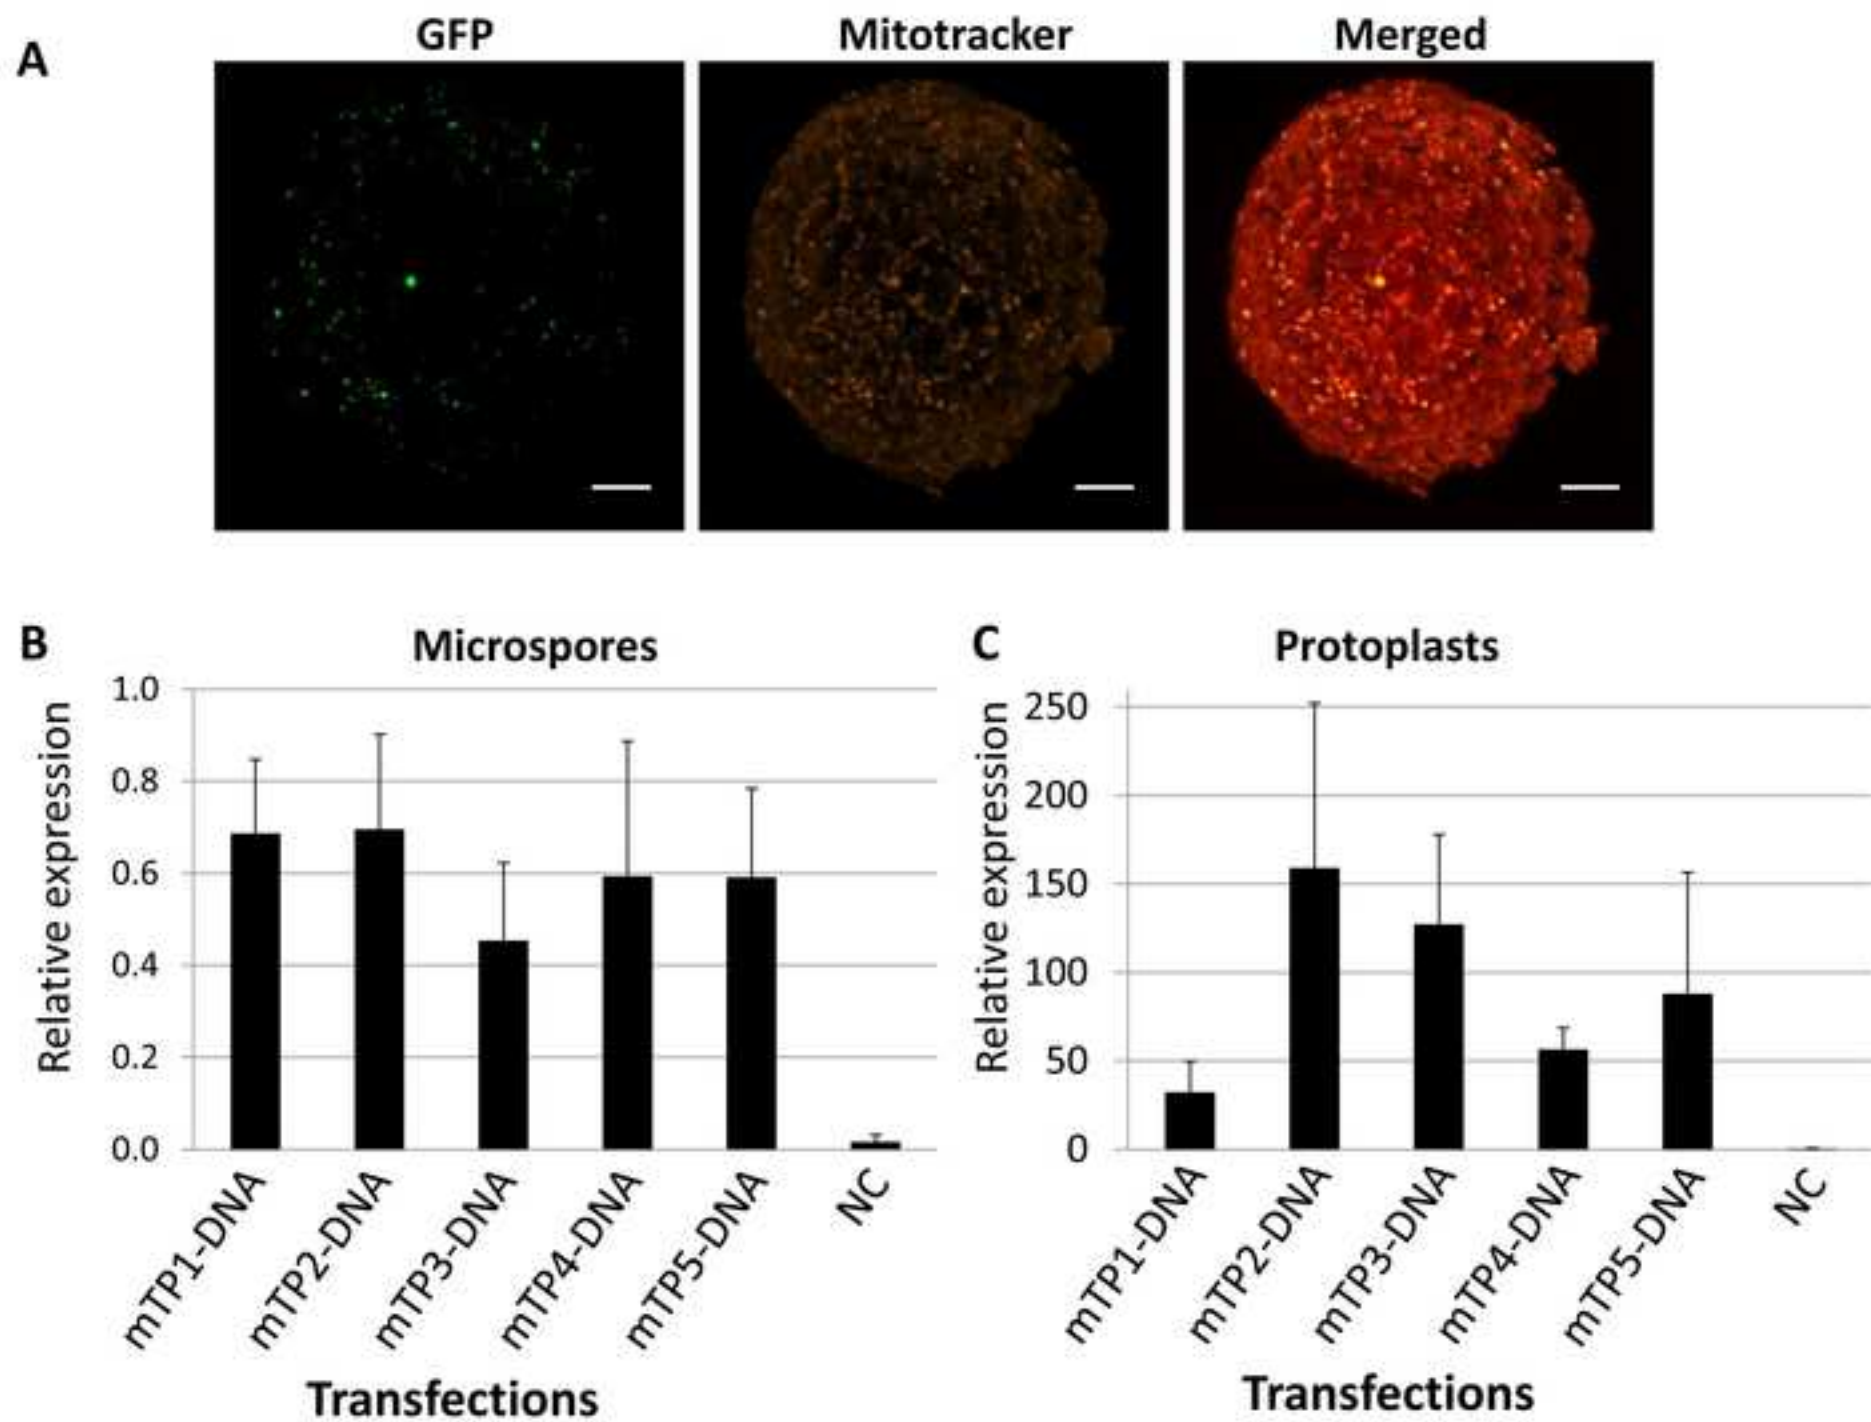 A
GFP
Mitotracker
Merged
B
Microspores
Relative expression
1.0
0.8
0.6
0.4
0.2
0.0
mTP1-DNA
mTP2-DNA
mTP3-DNA
mTP4-DNA
mTP5-DNA
NC
Transfections
C
Protoplasts
Relative expression
250
200
150
100
50
0
mTP1-DNA
mTP2-DNA
mTP3-DNA
mTP4-DNA
mTP5-DNA
NC
Transfections